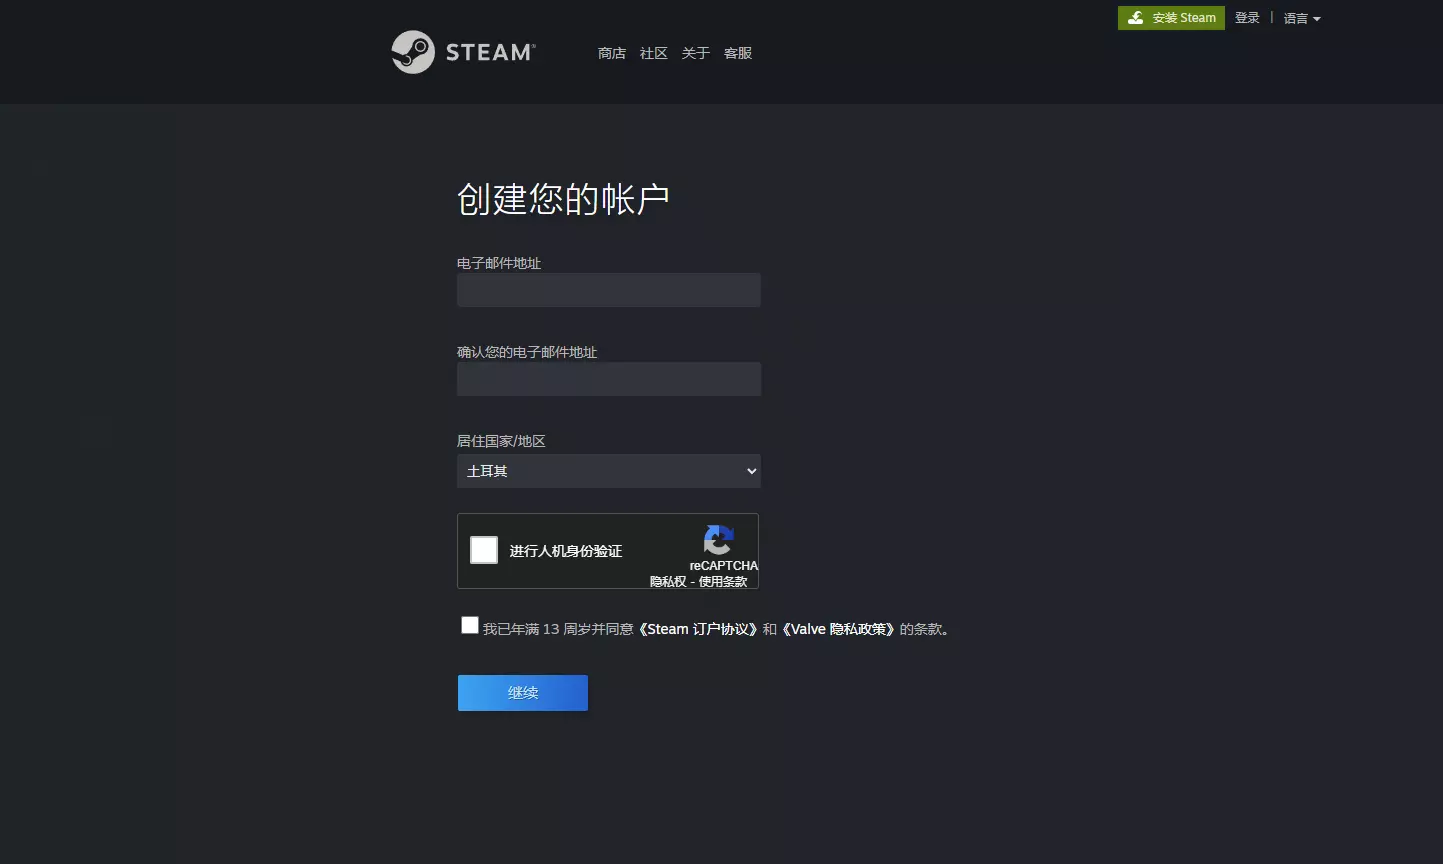 安装 Steam 登录 | 语言
STEAM 商店 社区 关于 客服
创建您的帐户
电子邮件地址
确认您的电子邮件地址
居住国家/地区
土耳其
进行人机身份验证
reCAPTCHA
隐私权 - 使用条款
我已年满 13 周岁并同意《Steam 订户协议》和《Valve 隐私政策》的条款。
继续